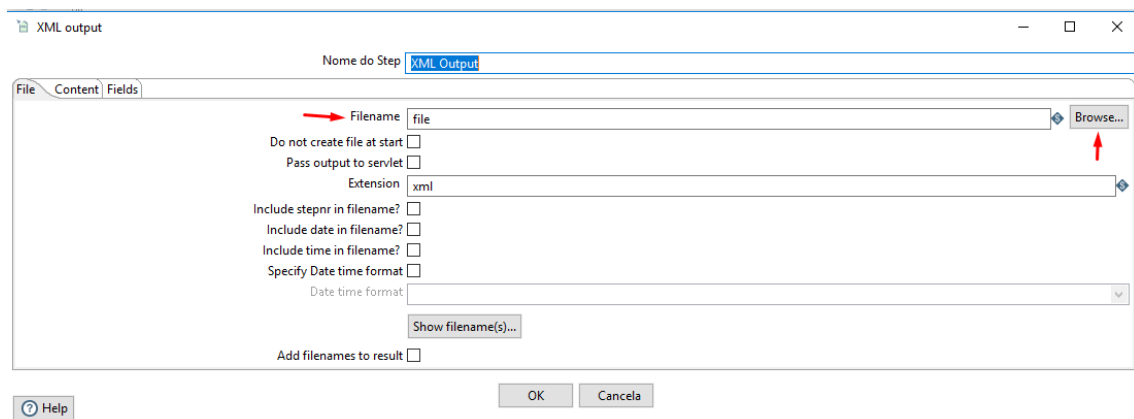 XML output
Nome do Step XML Output
File Content Fields
Filename file Browse...
Do not create file at start
Pass output to servlet
Extension xml
Include stepnr in filename?
Include date in filename?
Include time in filename?
Specify Date time format
Date time format
Show filename(s)...
Add filenames to result
OK Cancela
Help